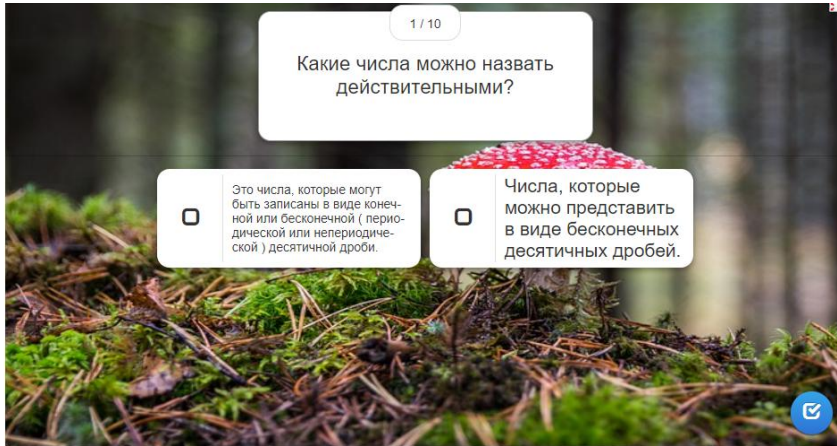 1 / 10
Какие числа можно назвать
действительными?
Это числа, которые могут
быть записаны в виде конеч-
ной или бесконечной ( перио-
дической или непериодиче-
ской ) десятичной дроби.
Числа, которые
можно представить
в виде бесконечных
десятичных дробей.